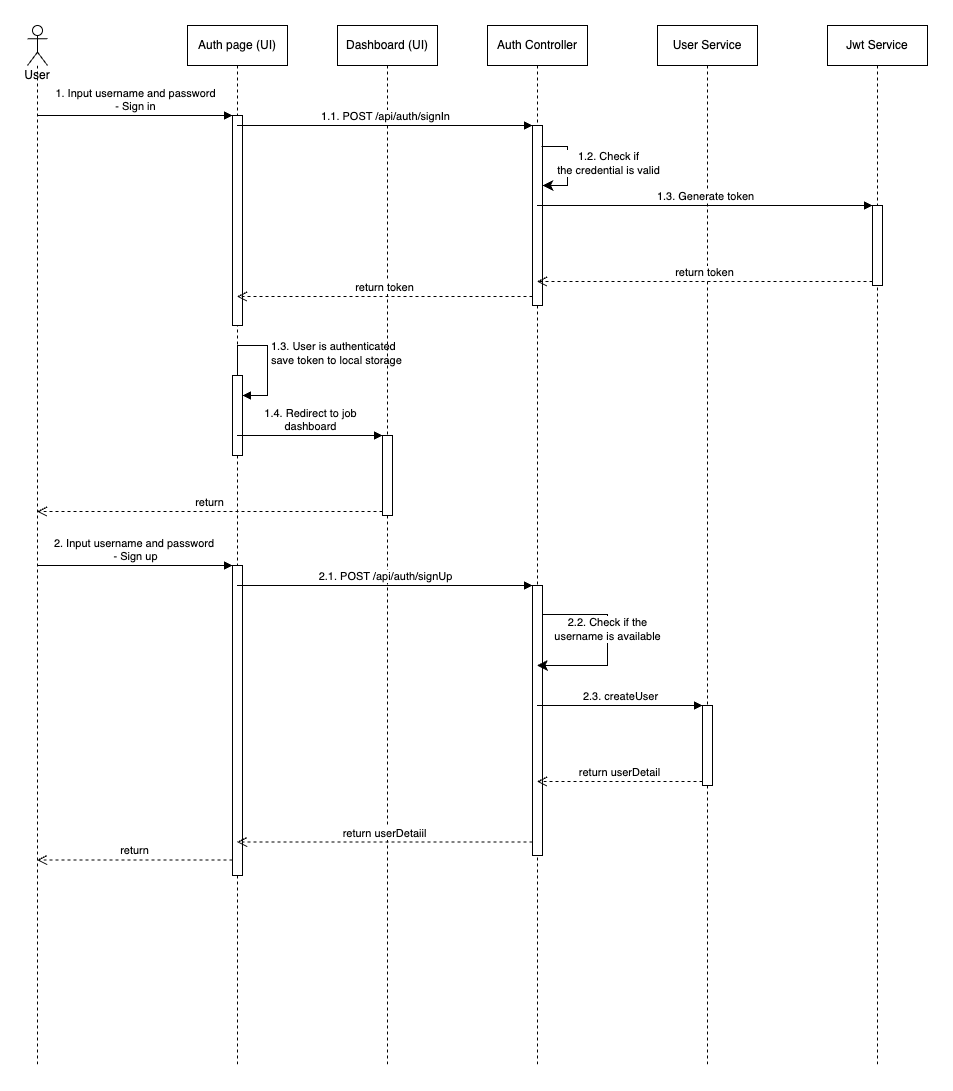 Auth page (UI)
Dashboard (UI)
Auth Controller
User Service
Jwt Service
User
1. Input username and password
- Sign in
1.1. POST /api/auth/signIn
1.2. Check if
the credential is valid
1.3. Generate token
return token
return token
1.3. User is authenticated
save token to local storage
1.4. Redirect to job
dashboard
return
2. Input username and password
- Sign up
2.1. POST /api/auth/signUp
2.2. Check if the
username is available
2.3. createUser
return userDetail
return userDetaiil
return